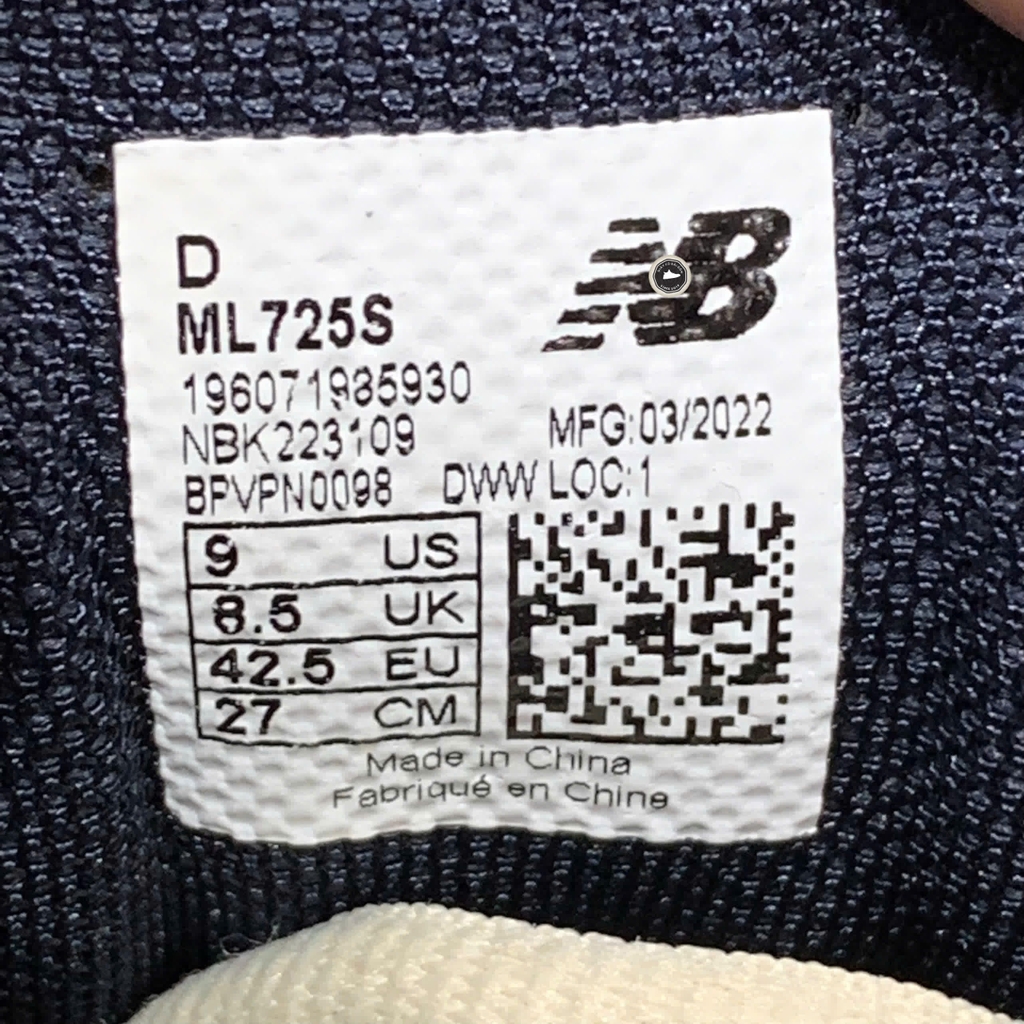 D
NB
ML725S
196071985930
NBK223109
MFG:03/2022
BPVPN0098 DWW LOC:1
9 US
8.5 UK
42.5 EU
27 CM
Made in China
Fabriqué en Chine